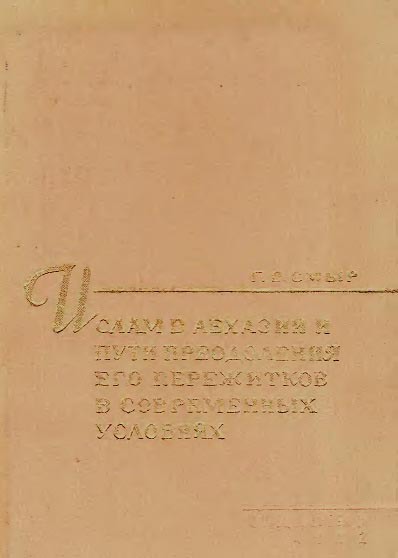 Г. В. СМЫР
ИСЛАМ В АБХАЗИИ И
ПУТИ ПРЕОДОЛЕНИЯ
ЕГО ПЕРЕЖИТКОВ
В СОВРЕМЕННЫХ
УСЛОВИЯХ